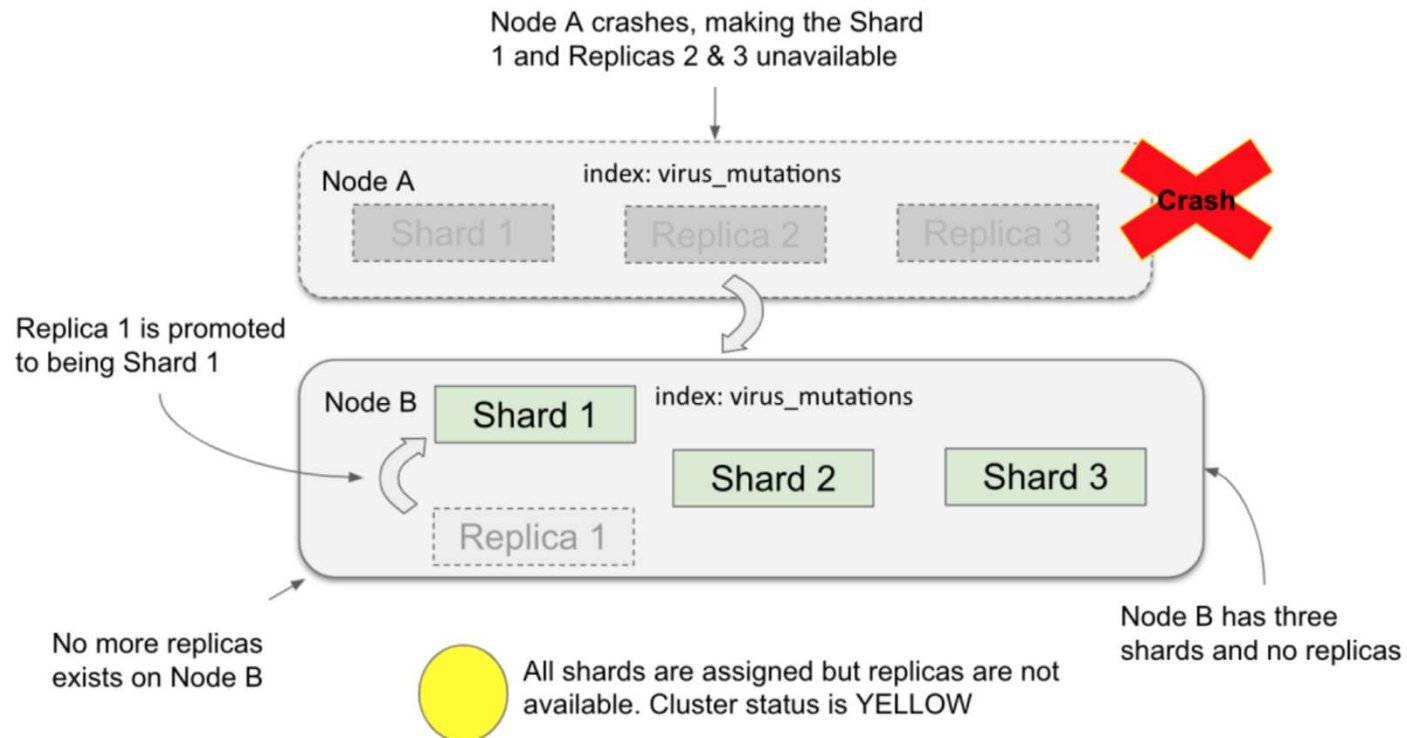 Node A crashes, making the Shard
1 and Replicas 2 & 3 unavailable
Node A
index: virus_mutations
Crash
Shard 1
Replica 2
Replica 3
Replica 1 is promoted
to being Shard 1
Node B
Shard 1
index: virus_mutations
Shard 2
Shard 3
Replica 1
No more replicas
exists on Node B
All shards are assigned but replicas are not
available. Cluster status is YELLOW
Node B has three
shards and no replicas